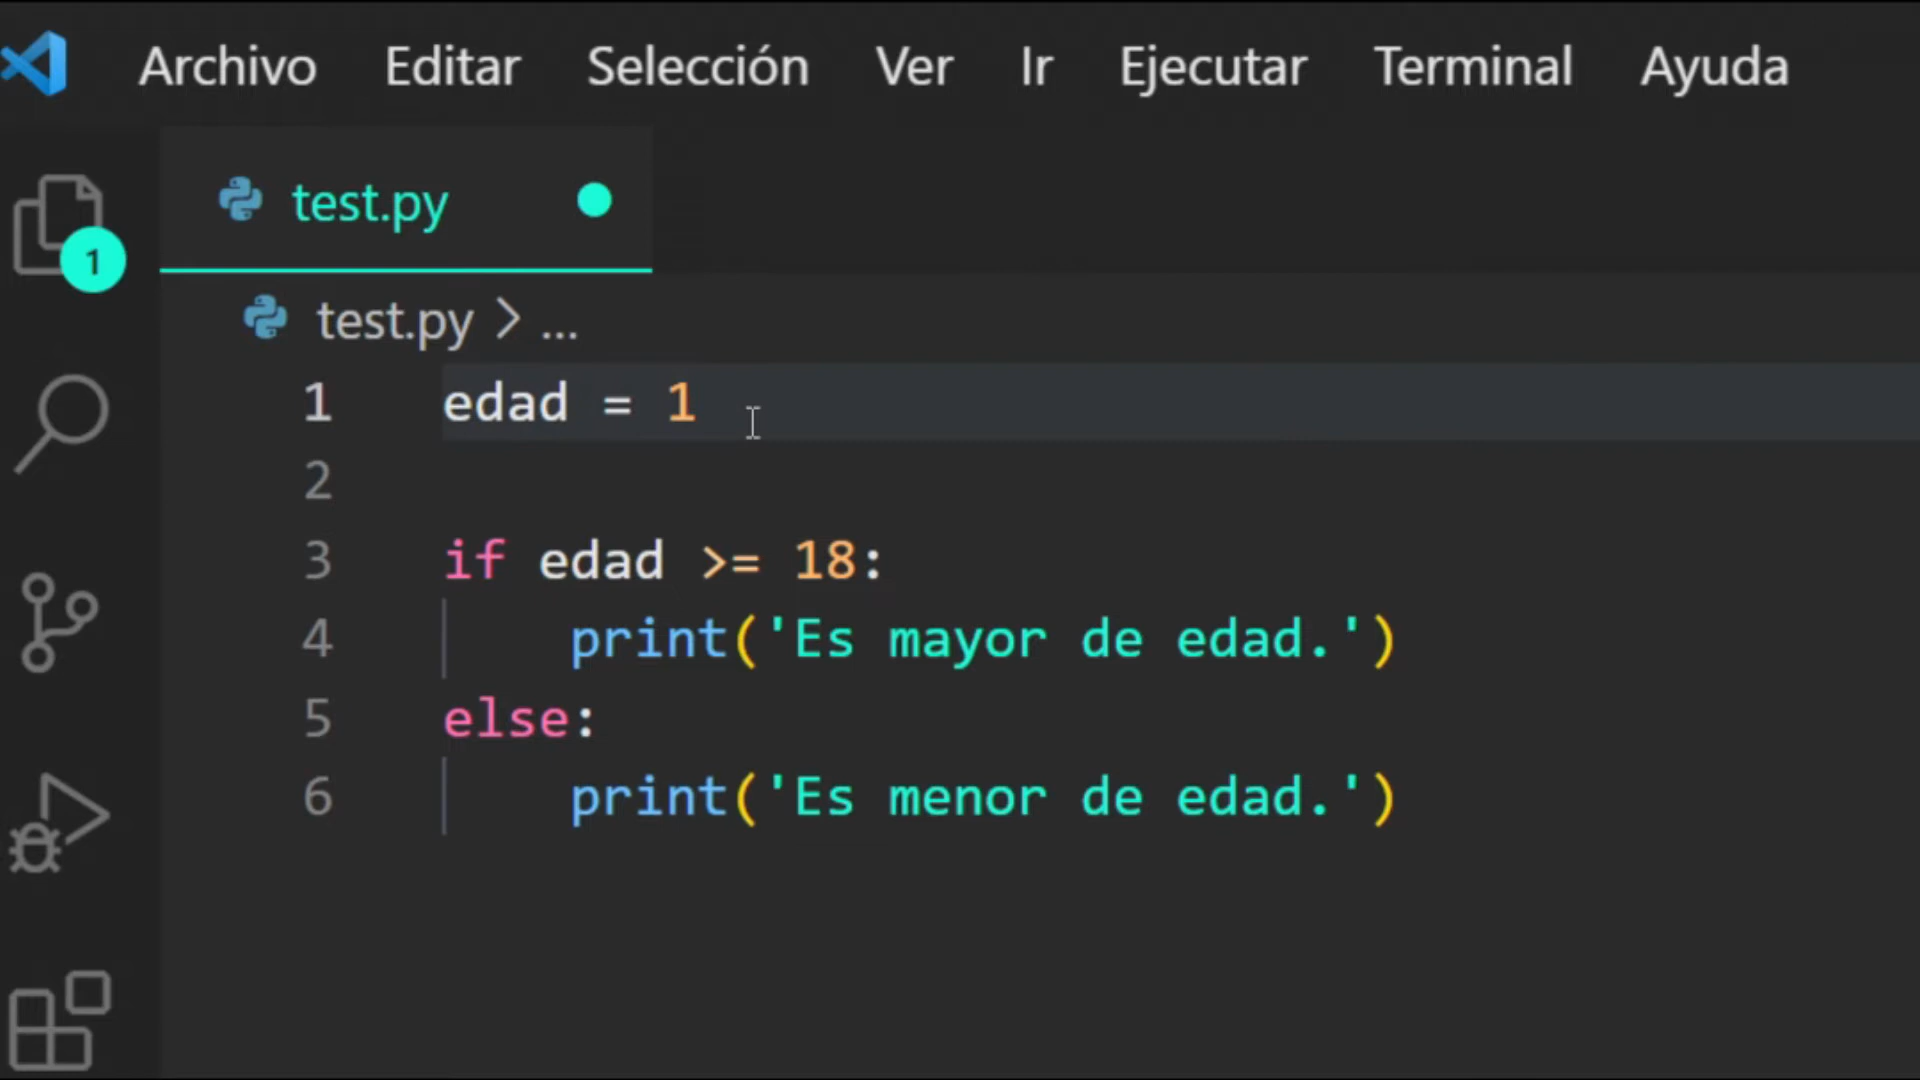 Archivo Editar Selección Ver Ir Ejecutar Terminal Ayuda
test.py
1
test.py > ...
1 edad = 1
2
3 if edad >= 18:
4 print('Es mayor de edad.')
5 else:
6 print('Es menor de edad.')